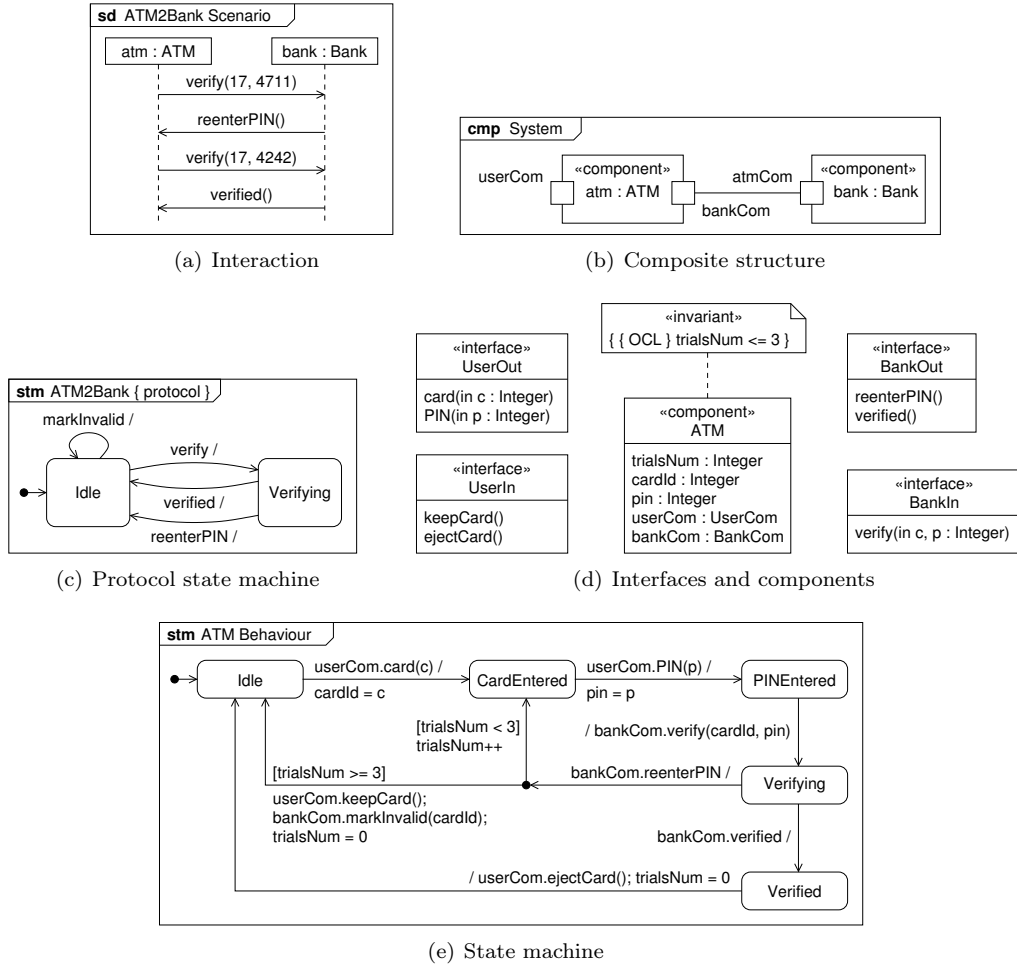 sd ATM2Bank Scenario
atm : ATM
bank : Bank
verify(17, 4711)
reenterPIN()
verify(17, 4242)
verified()
(a) Interaction
cmp System
userCom
«component»
atm : ATM
bankCom
atmCom
«component»
bank : Bank
(b) Composite structure
stm ATM2Bank { protocol }
markInvalid /
Idle
verify /
verified /
reenterPIN /
Verifying
(c) Protocol state machine
«interface»
UserOut
card(in c : Integer)
PIN(in p : Integer)
«interface»
UserIn
keepCard()
ejectCard()
«invariant»
{ { OCL } trialsNum <= 3 }
«component»
ATM
trialsNum : Integer
cardId : Integer
pin : Integer
userCom : UserCom
bankCom : BankCom
«interface»
BankOut
reenterPIN()
verified()
«interface»
BankIn
verify(in c, p : Integer)
(d) Interfaces and components
stm ATM Behaviour
Idle
userCom.card(c) /
cardId = c
CardEntered
userCom.PIN(p) /
pin = p
PINEntered
/ bankCom.verify(cardId, pin)
[trialsNum < 3]
trialsNum++
[trialsNum >= 3]
userCom.keepCard();
bankCom.markInvalid(cardId);
trialsNum = 0
bankCom.reenterPIN /
Verifying
bankCom.verified /
/ userCom.ejectCard(); trialsNum = 0
Verified
(e) State machine